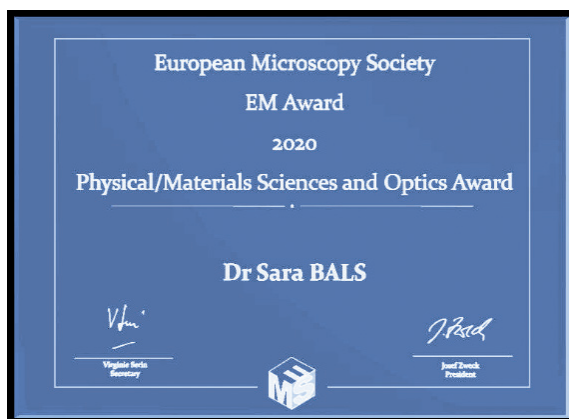 European Microscopy Society
EM Award
2020
Physical/Materials Sciences and Optics Award
Dr Sara BALS
Virginie Serin
Secretary
Josef Zweck
President
EMS